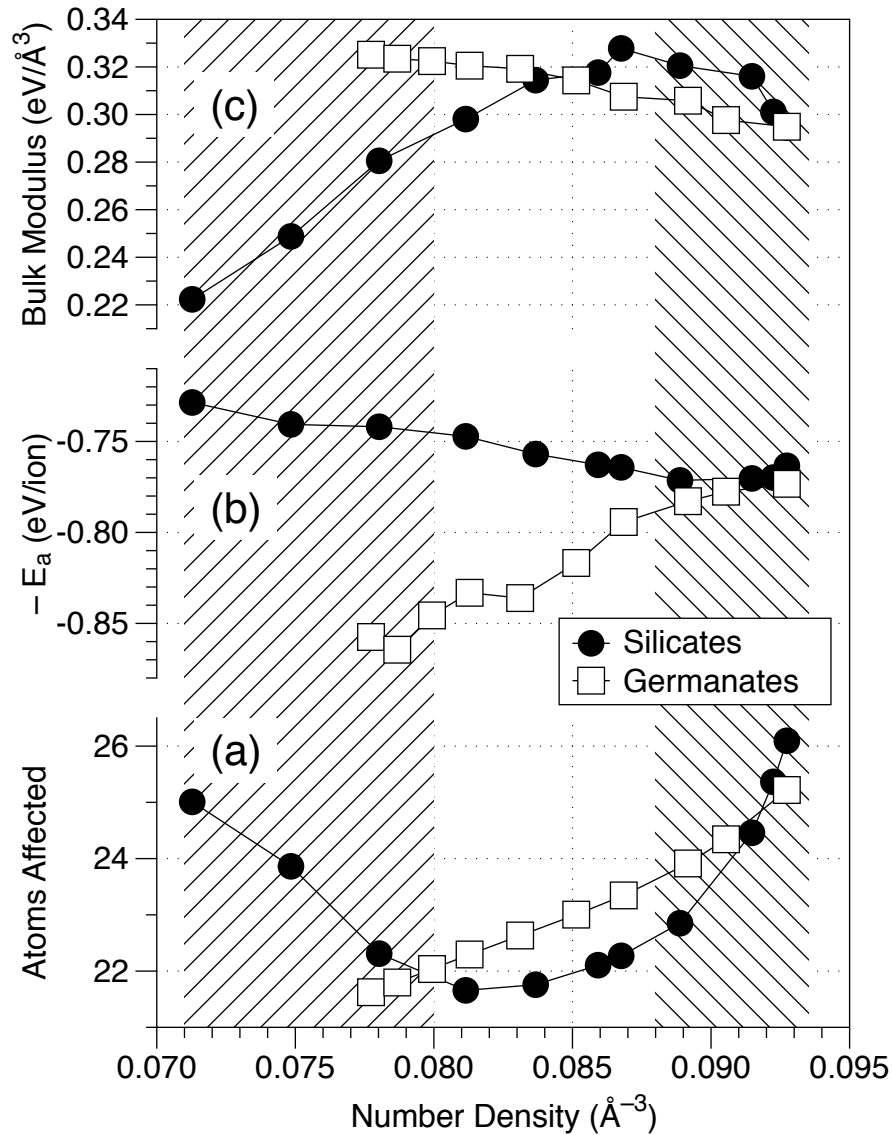 0.34
0.32
0.30
0.28
0.26
0.24
0.22
Bulk Modulus (eV/Å³)
(c)
-0.75
-0.80
-0.85
– Eₐ (eV/ion)
(b)
Silicates
Germanates
26
24
22
Atoms Affected
(a)
0.070 0.075 0.080 0.085 0.090 0.095
Number Density (Å⁻³)